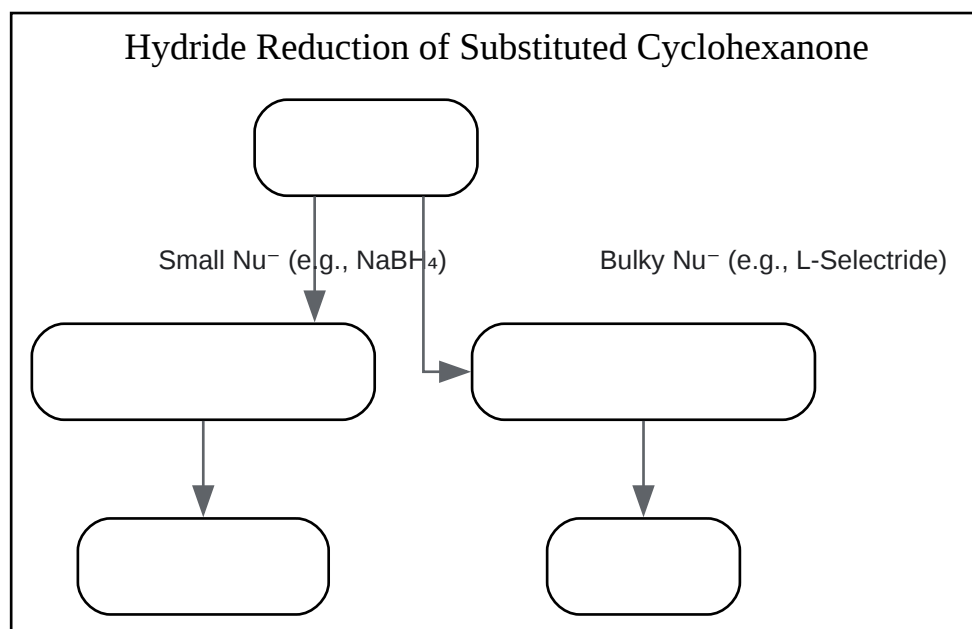 Hydride Reduction of Substituted Cyclohexanone
Small Nu⁻ (e.g., NaBH₄)
Bulky Nu⁻ (e.g., L-Selectride)